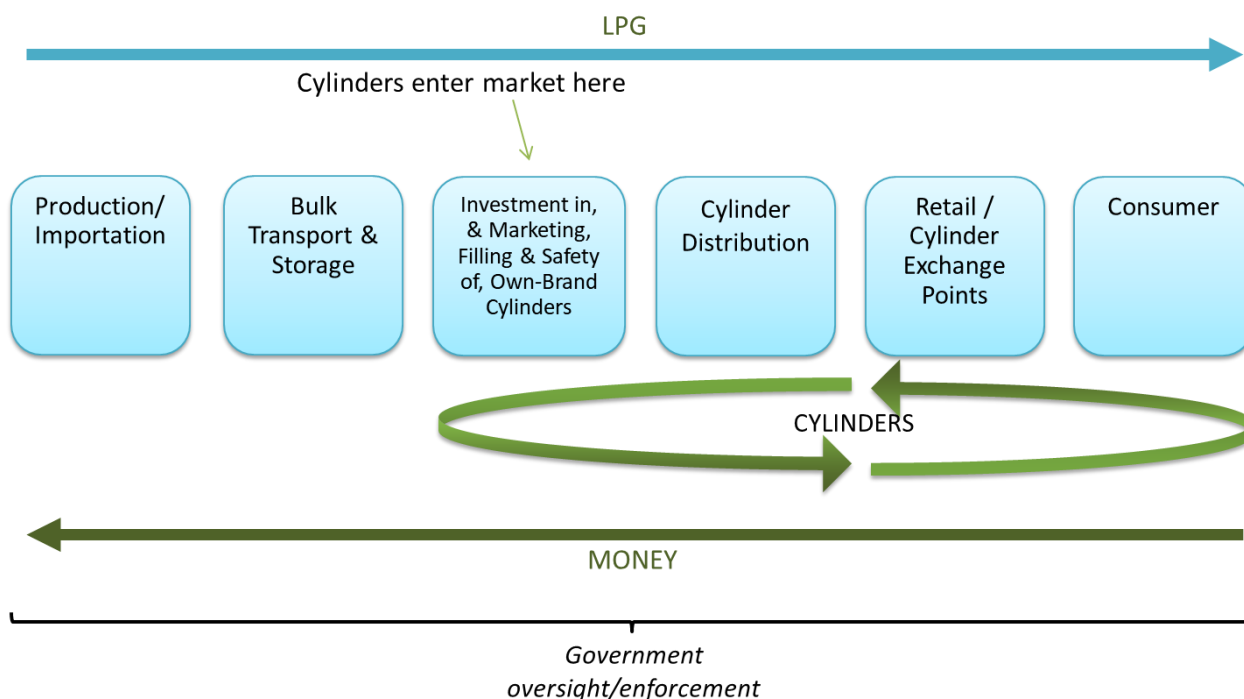 LPG
Cylinders enter market here
Production/
Importation
Bulk
Transport &
Storage
Investment in,
& Marketing,
Filling & Safety
of, Own-Brand
Cylinders
Cylinder
Distribution
Retail /
Cylinder
Exchange
Points
Consumer
CYLINDERS
MONEY
Government
oversight/enforcement